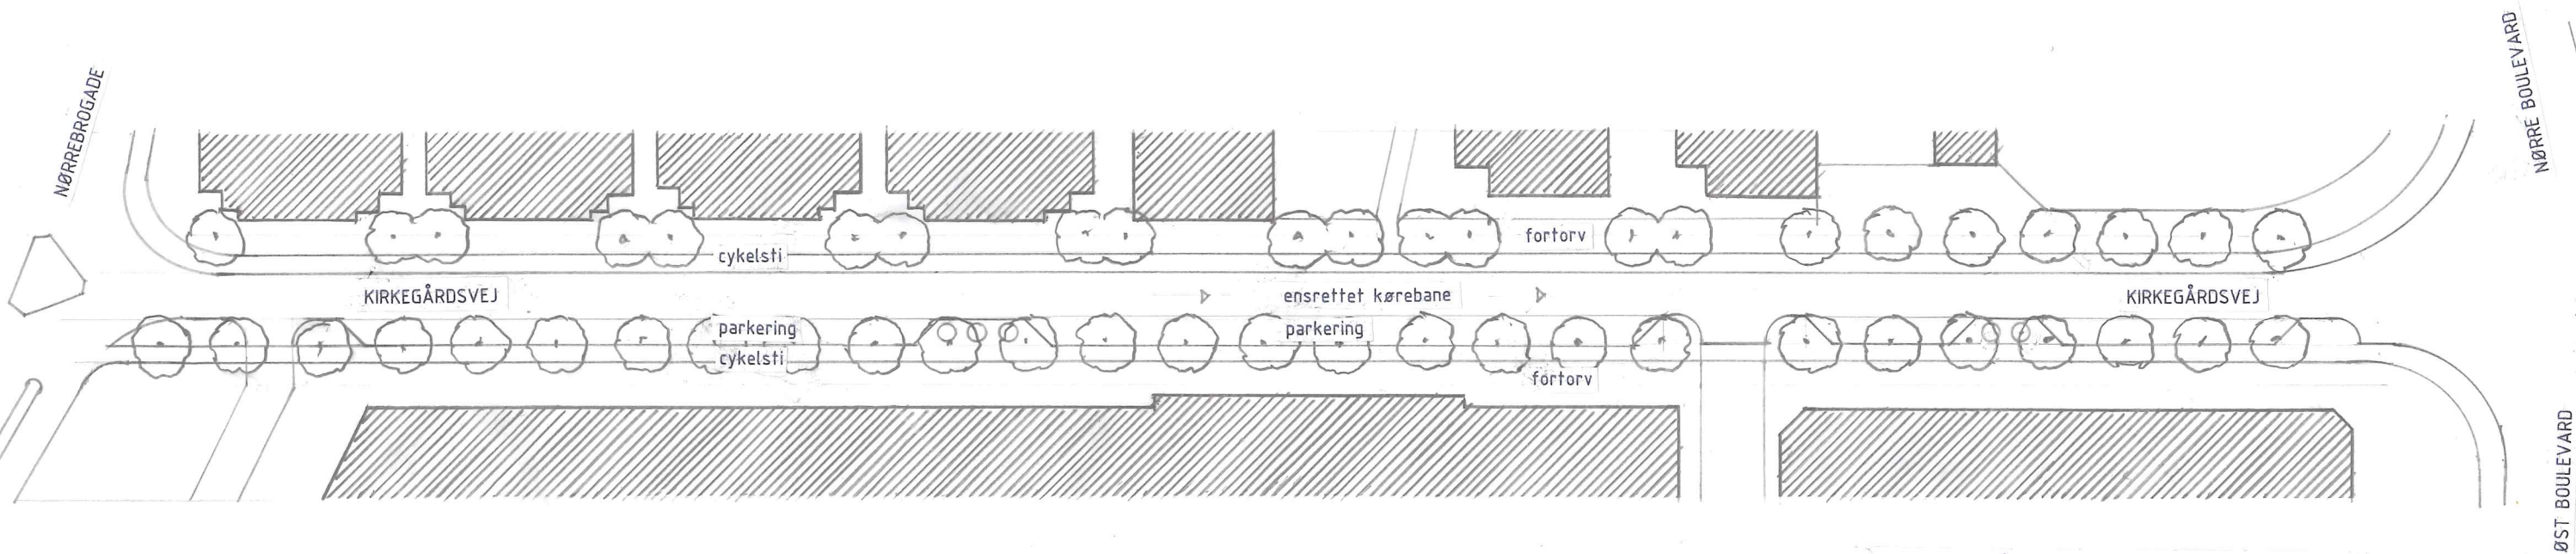 NØRREBROGADE
NØRRE BOULEVARD
fortorv
cykelsti
KIRKEGÅRDSVEJ
ensrettet kørebane
KIRKEGÅRDSVEJ
parkering
parkering
cykelsti
fortorv
ØST BOULEVARD